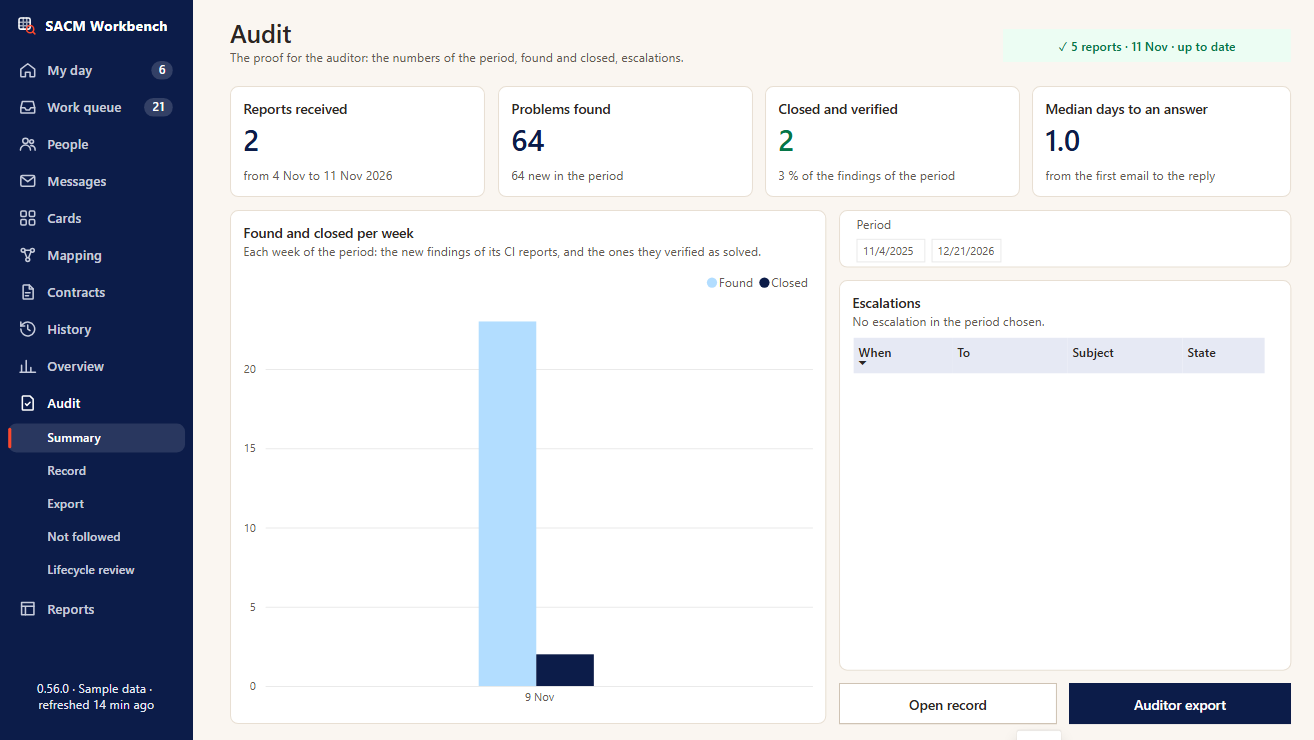 SACM Workbench
My day
6
Work queue
21
People
Messages
Cards
Mapping
Contracts
History
Overview
Audit
Summary
Record
Export
Not followed
Lifecycle review
Reports
0.56.0 · Sample data ·
refreshed 14 min ago
Audit
The proof for the auditor: the numbers of the period, found and closed, escalations.
✓ 5 reports · 11 Nov · up to date
Reports received
2
from 4 Nov to 11 Nov 2026
Problems found
64
64 new in the period
Closed and verified
2
3 % of the findings of the period
Median days to an answer
1.0
from the first email to the reply
Found and closed per week
Each week of the period: the new findings of its CI reports, and the ones they verified as solved.
Found Closed
20
15
10
5
0
9 Nov
Period
11/4/2025 12/21/2026
Escalations
No escalation in the period chosen.
When To Subject State
Open record
Auditor export